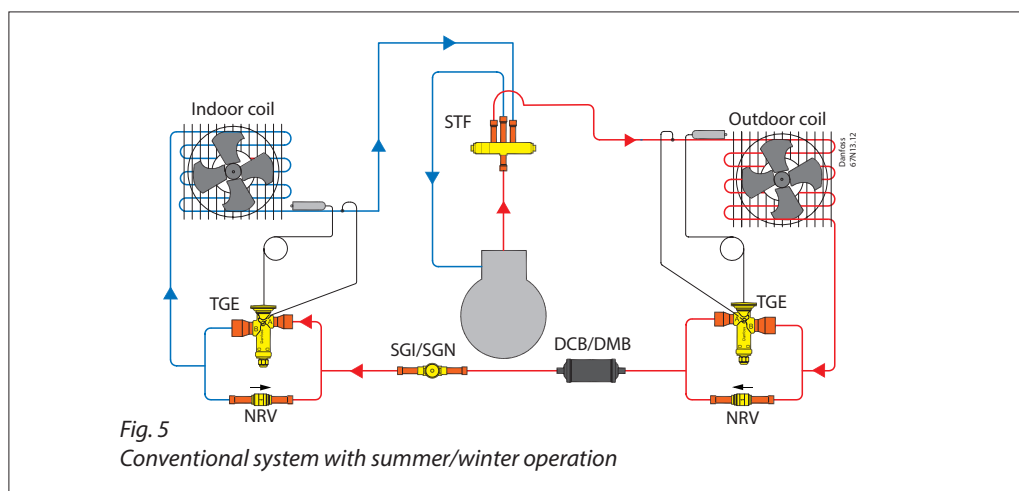 Indoor coil
STF
Outdoor coil
Danfoss
67N13.12
TGE
B A
A B
TGE
SGI/SGN
DCB/DMB
NRV
NRV
Fig. 5
Conventional system with summer/winter operation